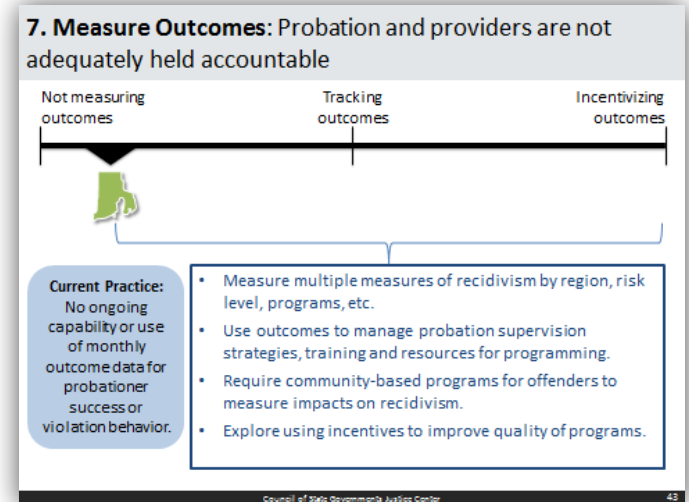 7. Measure Outcomes: Probation and providers are not
adequately held accountable
Not measuring
outcomes
Tracking
outcomes
Incentivizing
outcomes
Current Practice:
No ongoing
capability or use
of monthly
outcome data for
probationer
success or
violation behavior.
• Measure multiple measures of recidivism by region, risk
level, programs, etc.
• Use outcomes to manage probation supervision
strategies, training and resources for programming.
• Require community-based programs for offenders to
measure impacts on recidivism.
• Explore using incentives to improve quality of programs.
Council of State Governments Justice Center
43